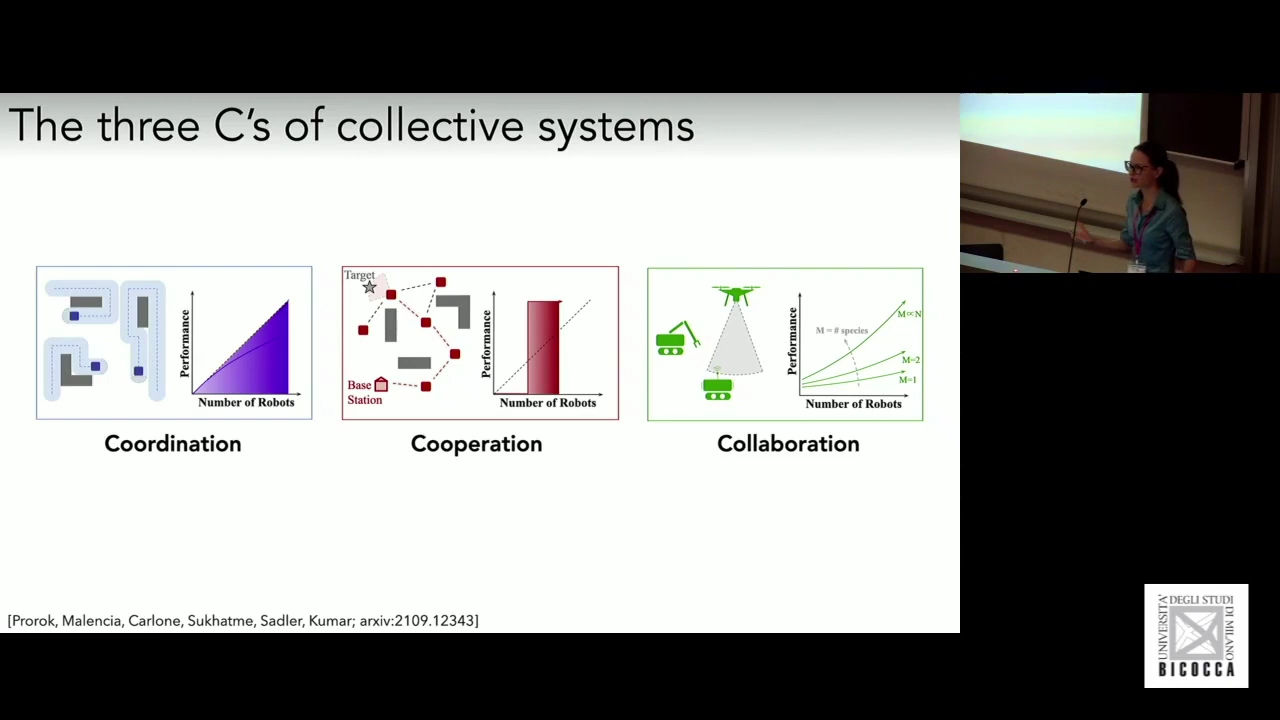 The three C's of collective systems
Performance
Number of Robots
Coordination
Target
Base
Station
Performance
Number of Robots
Cooperation
Performance
M = # species
M∝N
M=2
M=1
Number of Robots
Collaboration
[Prorok, Malencia, Carlone, Sukhatme, Sadler, Kumar; arxiv:2109.12343]
UNIVERSITA'
DEGLI STUDI
DI MILANO
BICOCCA